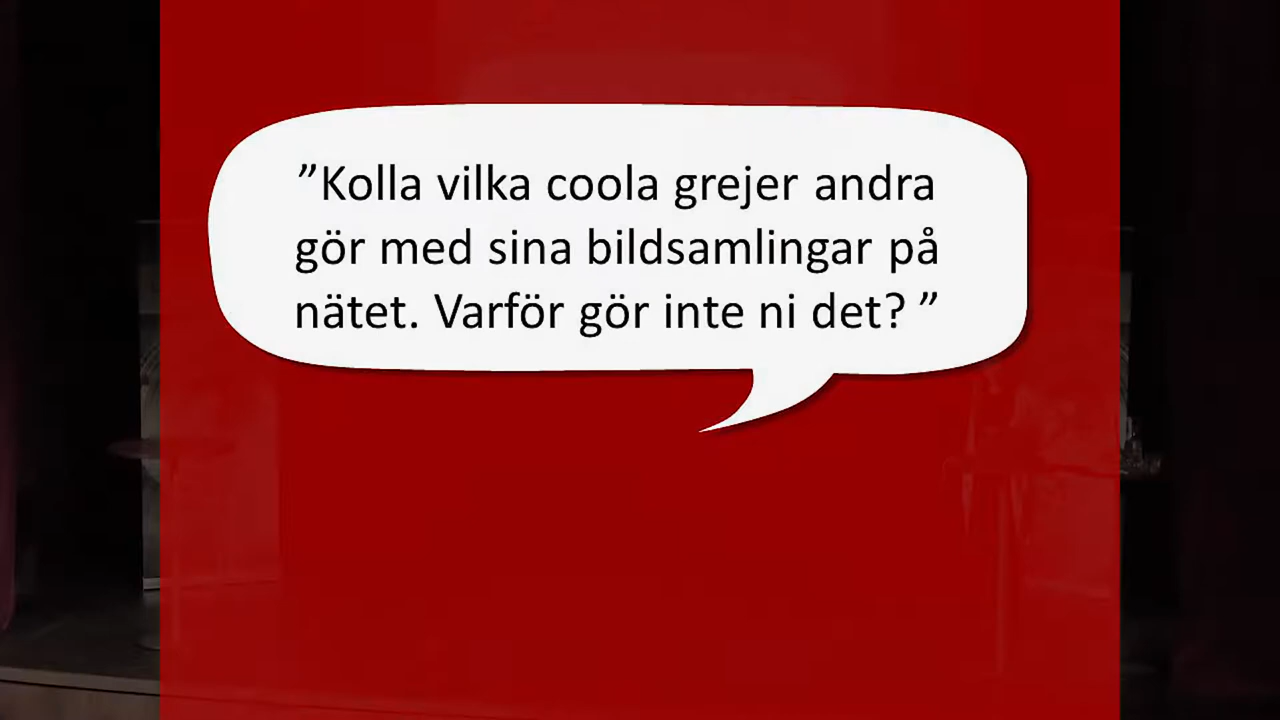 ”Kolla vilka coola grejer andra
gör med sina bildsamlingar på
nätet. Varför gör inte ni det? ”